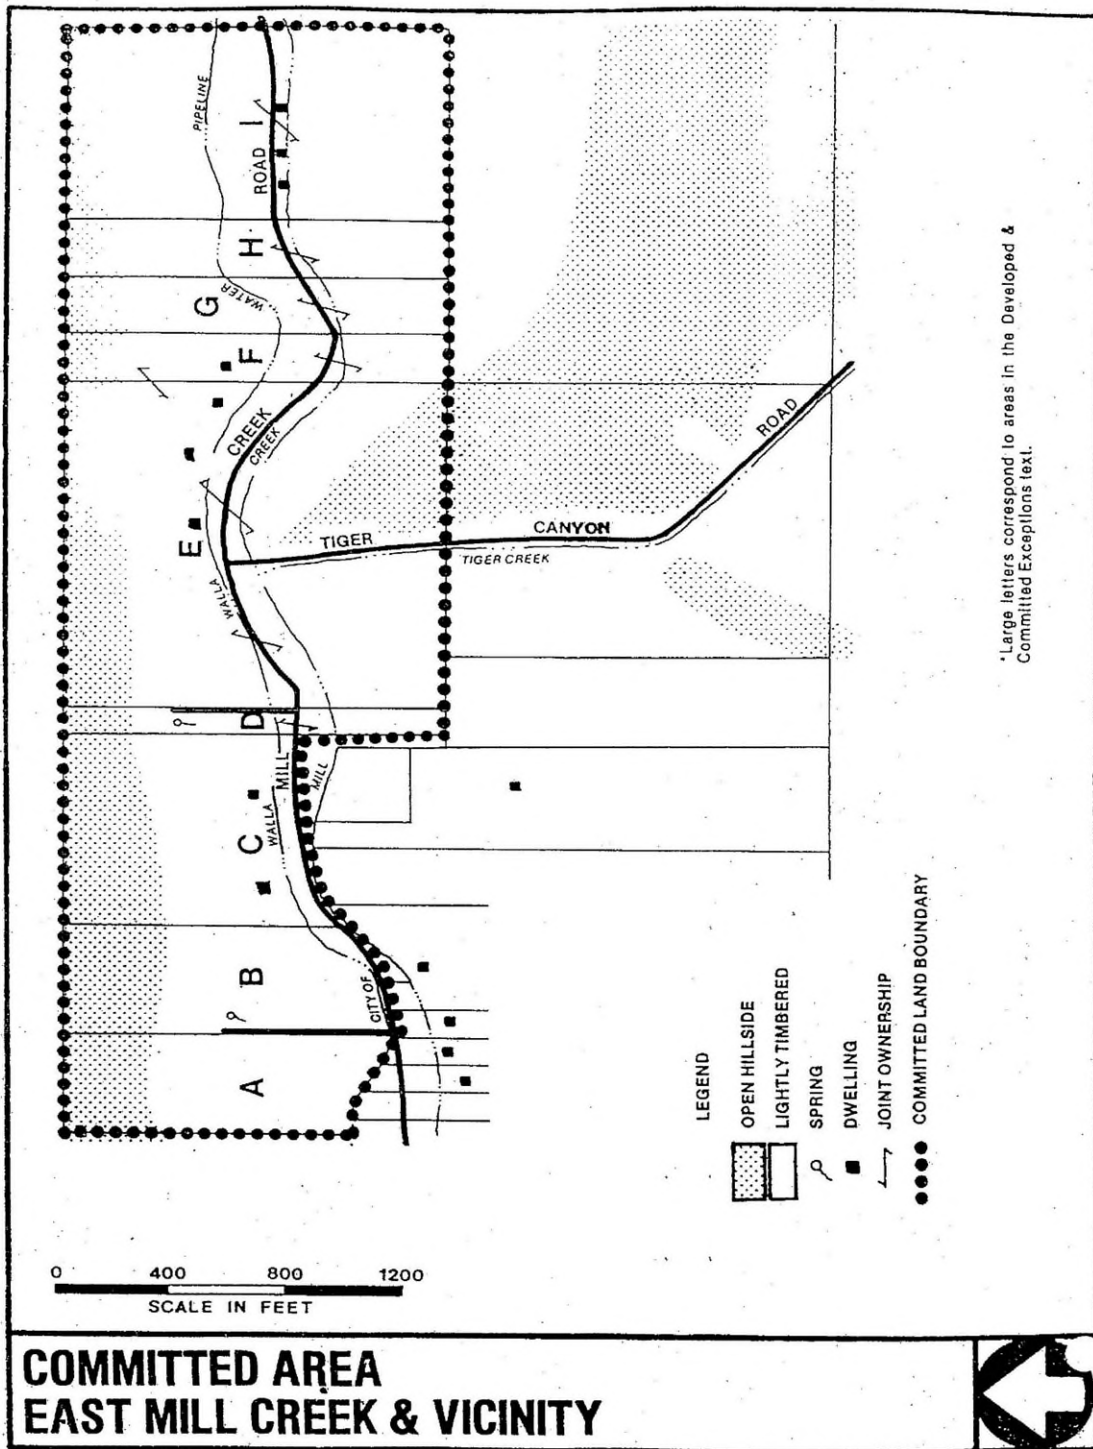 PIPELINE
WATER
ROAD
I
H
G
F
E
D
C
B
A
CREEK
CREEK
WALLA
TIGER
CANYON
ROAD
TIGER CREEK
MILL
MILL
WALLA
CITY OF
*Large letters correspond to areas in the Developed &
Committed Exceptions text.
LEGEND
OPEN HILLSIDE
LIGHTLY TIMBERED
SPRING
DWELLING
JOINT OWNERSHIP
COMMITTED LAND BOUNDARY
0 400 800 1200
SCALE IN FEET
COMMITTED AREA
EAST MILL CREEK & VICINITY